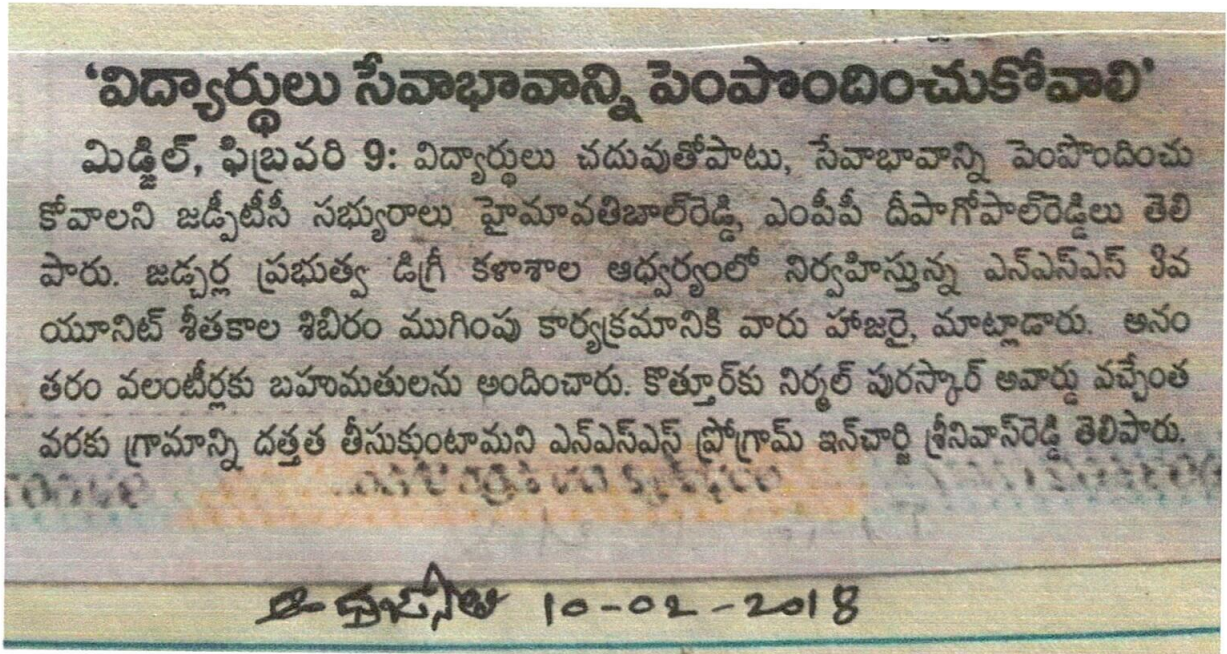 ‘విద్యార్థులు సేవాభావాన్ని పెంపొందించుకోవాలి’
మిడ్జిల్, ఫిబ్రవరి 9: విద్యార్థులు చదువుతోపాటు, సేవాభావాన్ని పెంపొందించు
కోవాలని జడ్పీటీసీ సభ్యురాలు హైమావతిబాల్‌రెడ్డి, ఎంపీపీ దీపాగోపాల్‌రెడ్డిలు తెలి
పారు. జడ్చర్ల ప్రభుత్వ డిగ్రీ కళాశాల ఆధ్వర్యంలో నిర్వహిస్తున్న ఎన్ఎస్ఎస్ 3వ
యూనిట్ శీతకాల శిబిరం ముగింపు కార్యక్రమానికి వారు హాజరై, మాట్లాడారు. అనం
తరం వలంటీర్లకు బహుమతులను అందించారు. కొత్తూర్‌కు నిర్మల్ పురస్కార్ అవార్డు వచ్చేంత
వరకు గ్రామాన్ని దత్తత తీసుకుంటామని ఎన్ఎస్ఎస్ ప్రోగ్రామ్ ఇన్‌చార్జి శ్రీనివాస్‌రెడ్డి తెలిపారు.
10-02-2018